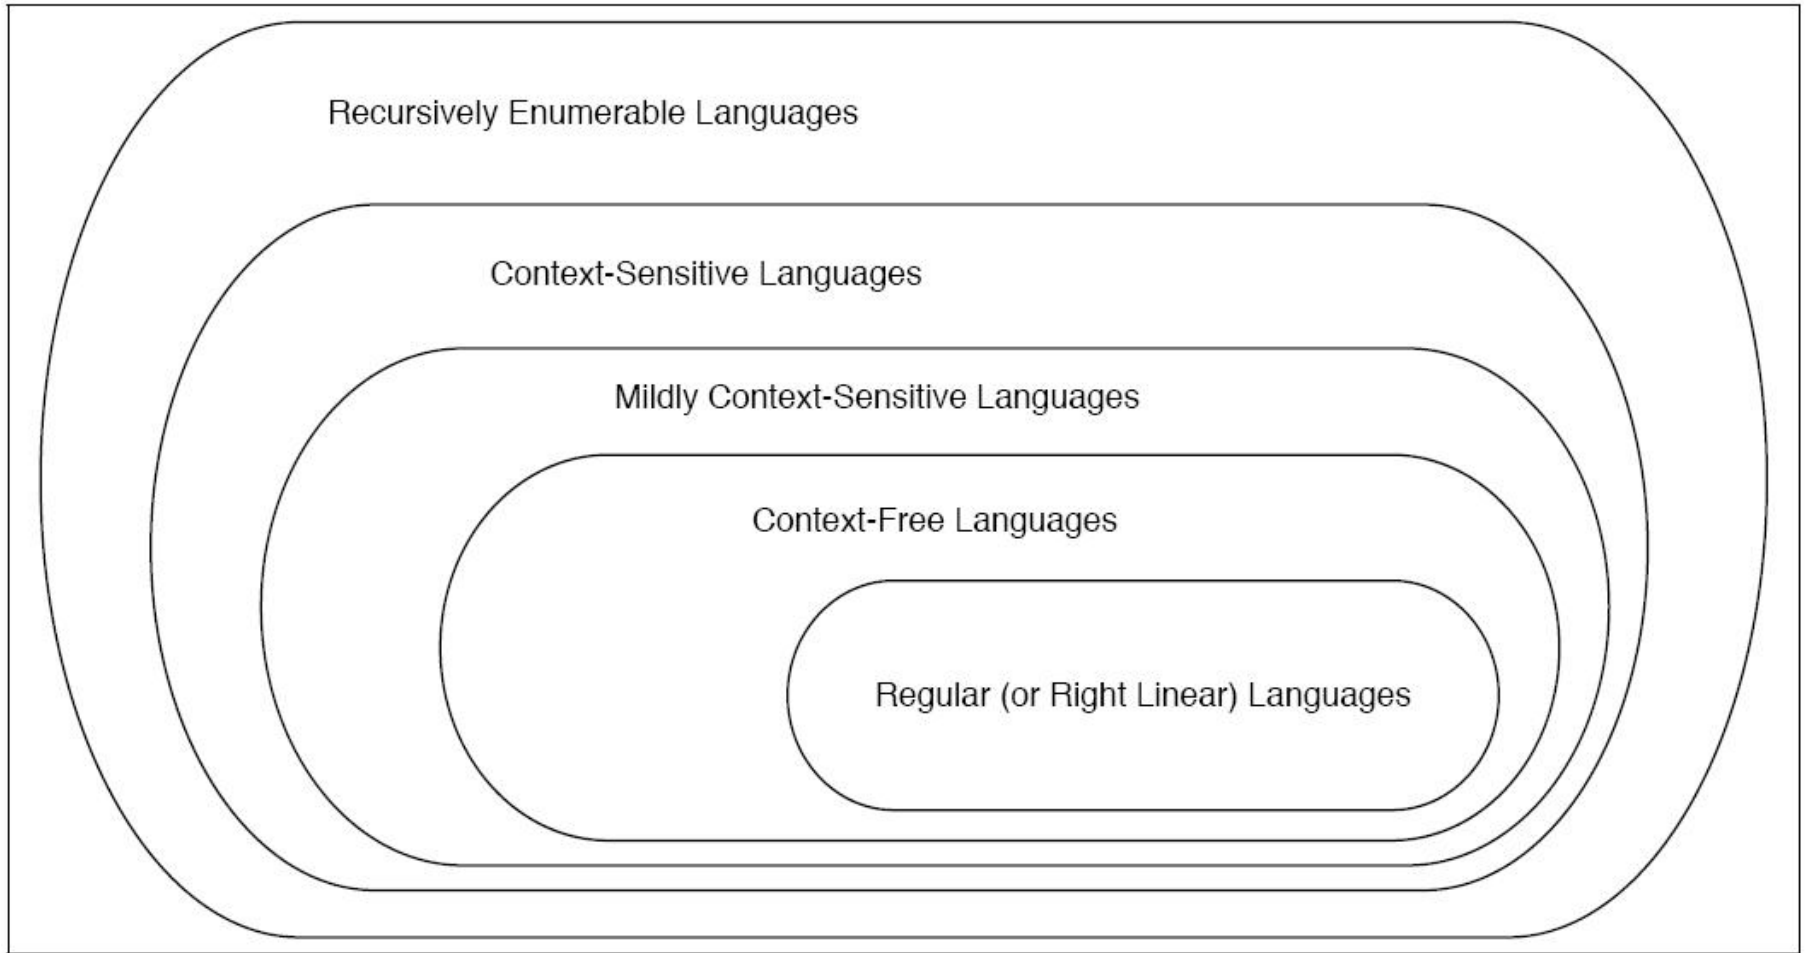 Recursively Enumerable Languages
Context-Sensitive Languages
Mildly Context-Sensitive Languages
Context-Free Languages
Regular (or Right Linear) Languages